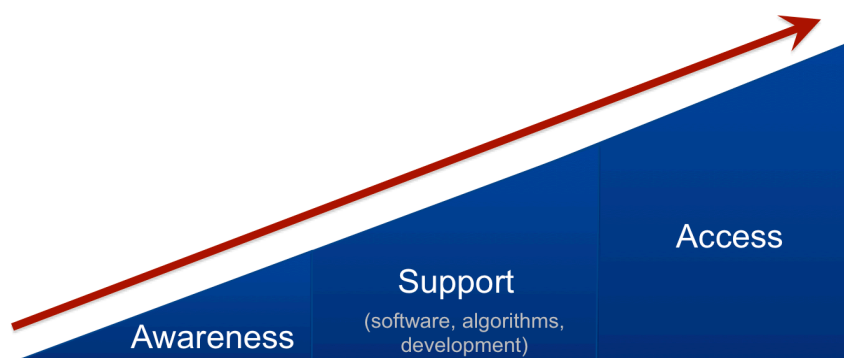 Access
Support
(software, algorithms,
development)
Awareness